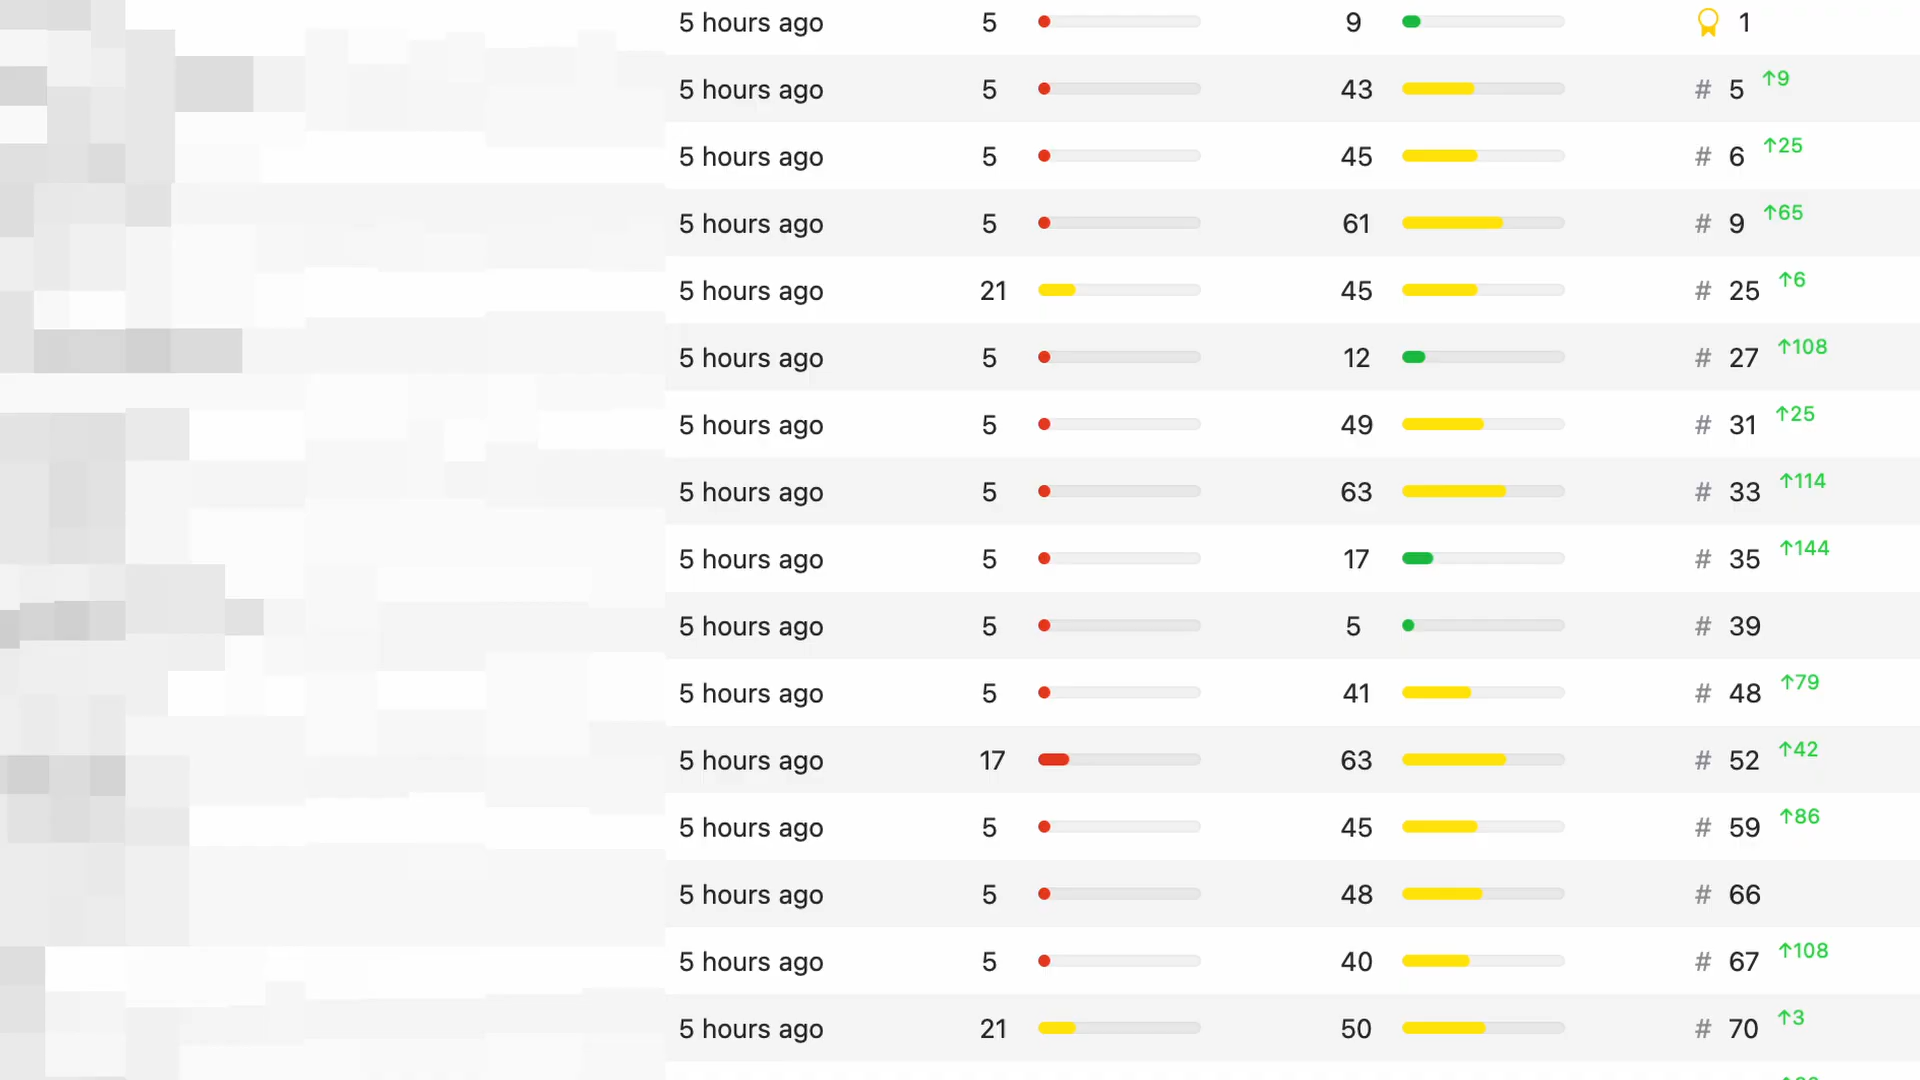 5 hours ago 5 9 1
5 hours ago 5 43 # 5 ↑9
5 hours ago 5 45 # 6 ↑25
5 hours ago 5 61 # 9 ↑65
5 hours ago 21 45 # 25 ↑6
5 hours ago 5 12 # 27 ↑108
5 hours ago 5 49 # 31 ↑25
5 hours ago 5 63 # 33 ↑114
5 hours ago 5 17 # 35 ↑144
5 hours ago 5 5 # 39
5 hours ago 5 41 # 48 ↑79
5 hours ago 17 63 # 52 ↑42
5 hours ago 5 45 # 59 ↑86
5 hours ago 5 48 # 66
5 hours ago 5 40 # 67 ↑108
5 hours ago 21 50 # 70 ↑3